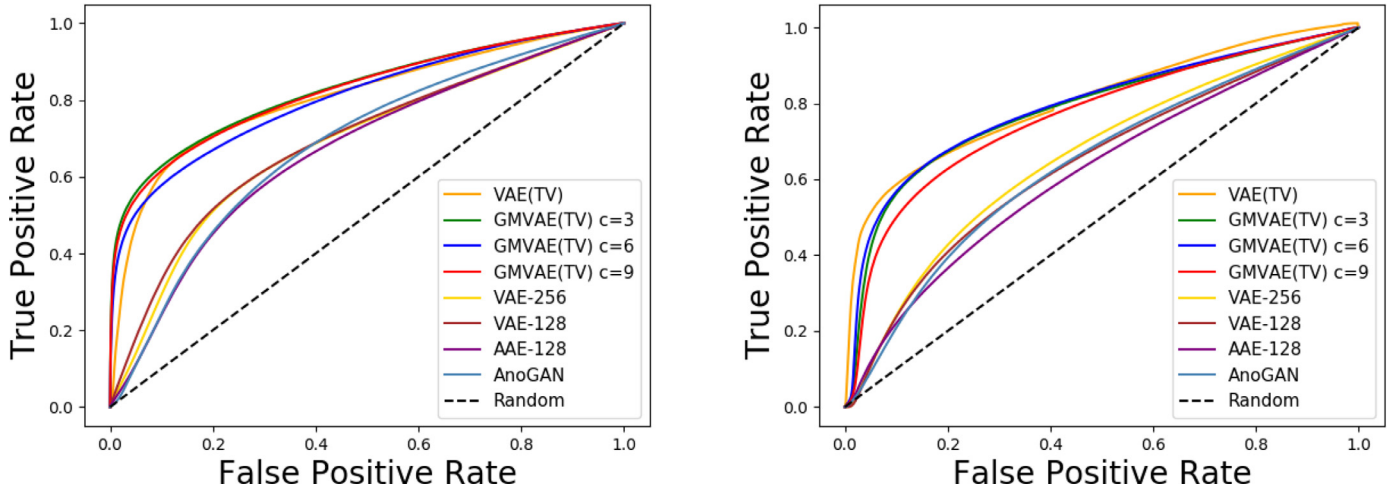 True Positive Rate
1.0
0.8
0.6
0.4
0.2
0.0
VAE(TV)
GMVAE(TV) c=3
GMVAE(TV) c=6
GMVAE(TV) c=9
VAE-256
VAE-128
AAE-128
AnoGAN
Random
0.0 0.2 0.4 0.6 0.8 1.0
False Positive Rate
True Positive Rate
1.0
0.8
0.6
0.4
0.2
0.0
VAE(TV)
GMVAE(TV) c=3
GMVAE(TV) c=6
GMVAE(TV) c=9
VAE-256
VAE-128
AAE-128
AnoGAN
Random
0.0 0.2 0.4 0.6 0.8 1.0
False Positive Rate